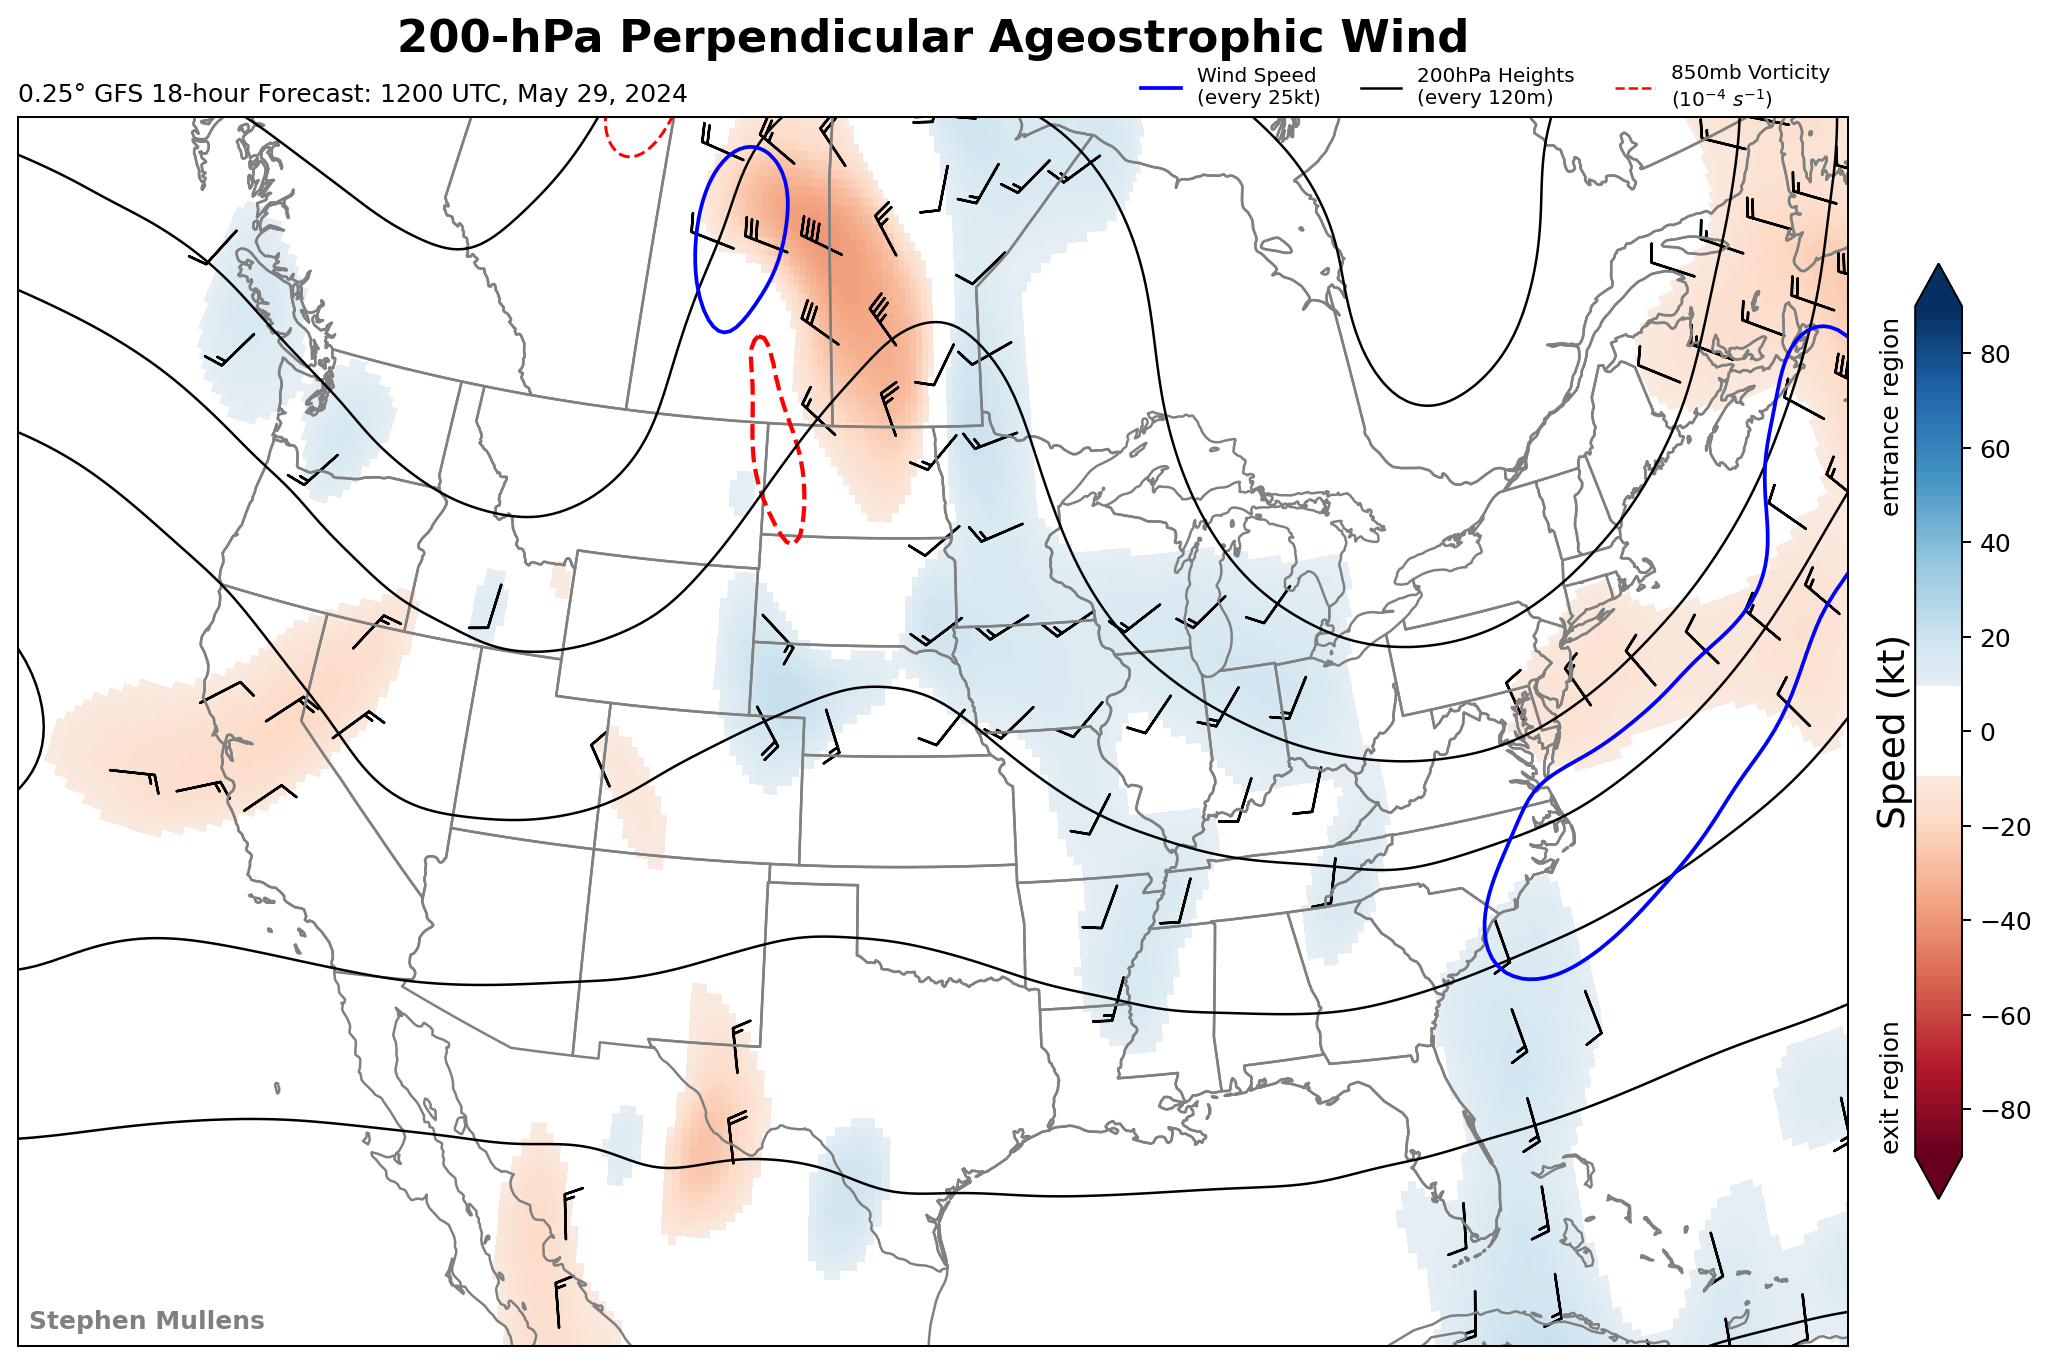 200-hPa Perpendicular Ageostrophic Wind
0.25° GFS 18-hour Forecast: 1200 UTC, May 29, 2024
Wind Speed
(every 25kt)
200hPa Heights
(every 120m)
850mb Vorticity
(10⁻⁴ s⁻¹)
entrance region
exit region
Speed (kt)
80
60
40
20
0
−20
−40
−60
−80
Stephen Mullens